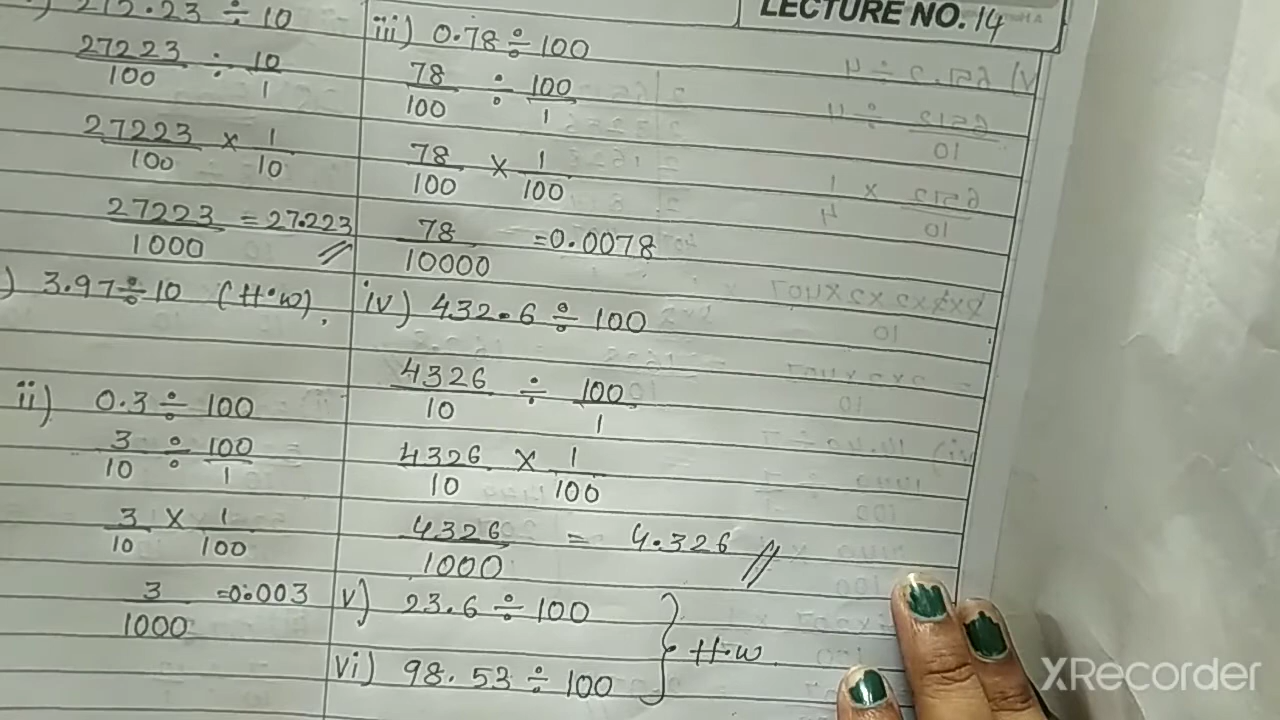 LECTURE NO. 14
) 272.23 ÷ 10
27223/100 ÷ 10/1
27223/100 × 1/10
27223/1000 = 27.223
) 3.97 ÷ 10 (H.W).
ii) 0.3 ÷ 100
3/10 ÷ 100/1
3/10 × 1/100
3/1000 = 0.003
iii) 0.78 ÷ 100
78/100 ÷ 100/1
78/100 × 1/100
78/10000 = 0.0078
iv) 432.6 ÷ 100
4326/10 ÷ 100/1
4326/10 × 1/100
4326/1000 = 4.326
v) 23.6 ÷ 100
vi) 98.53 ÷ 100
} H.W.
XRecorder